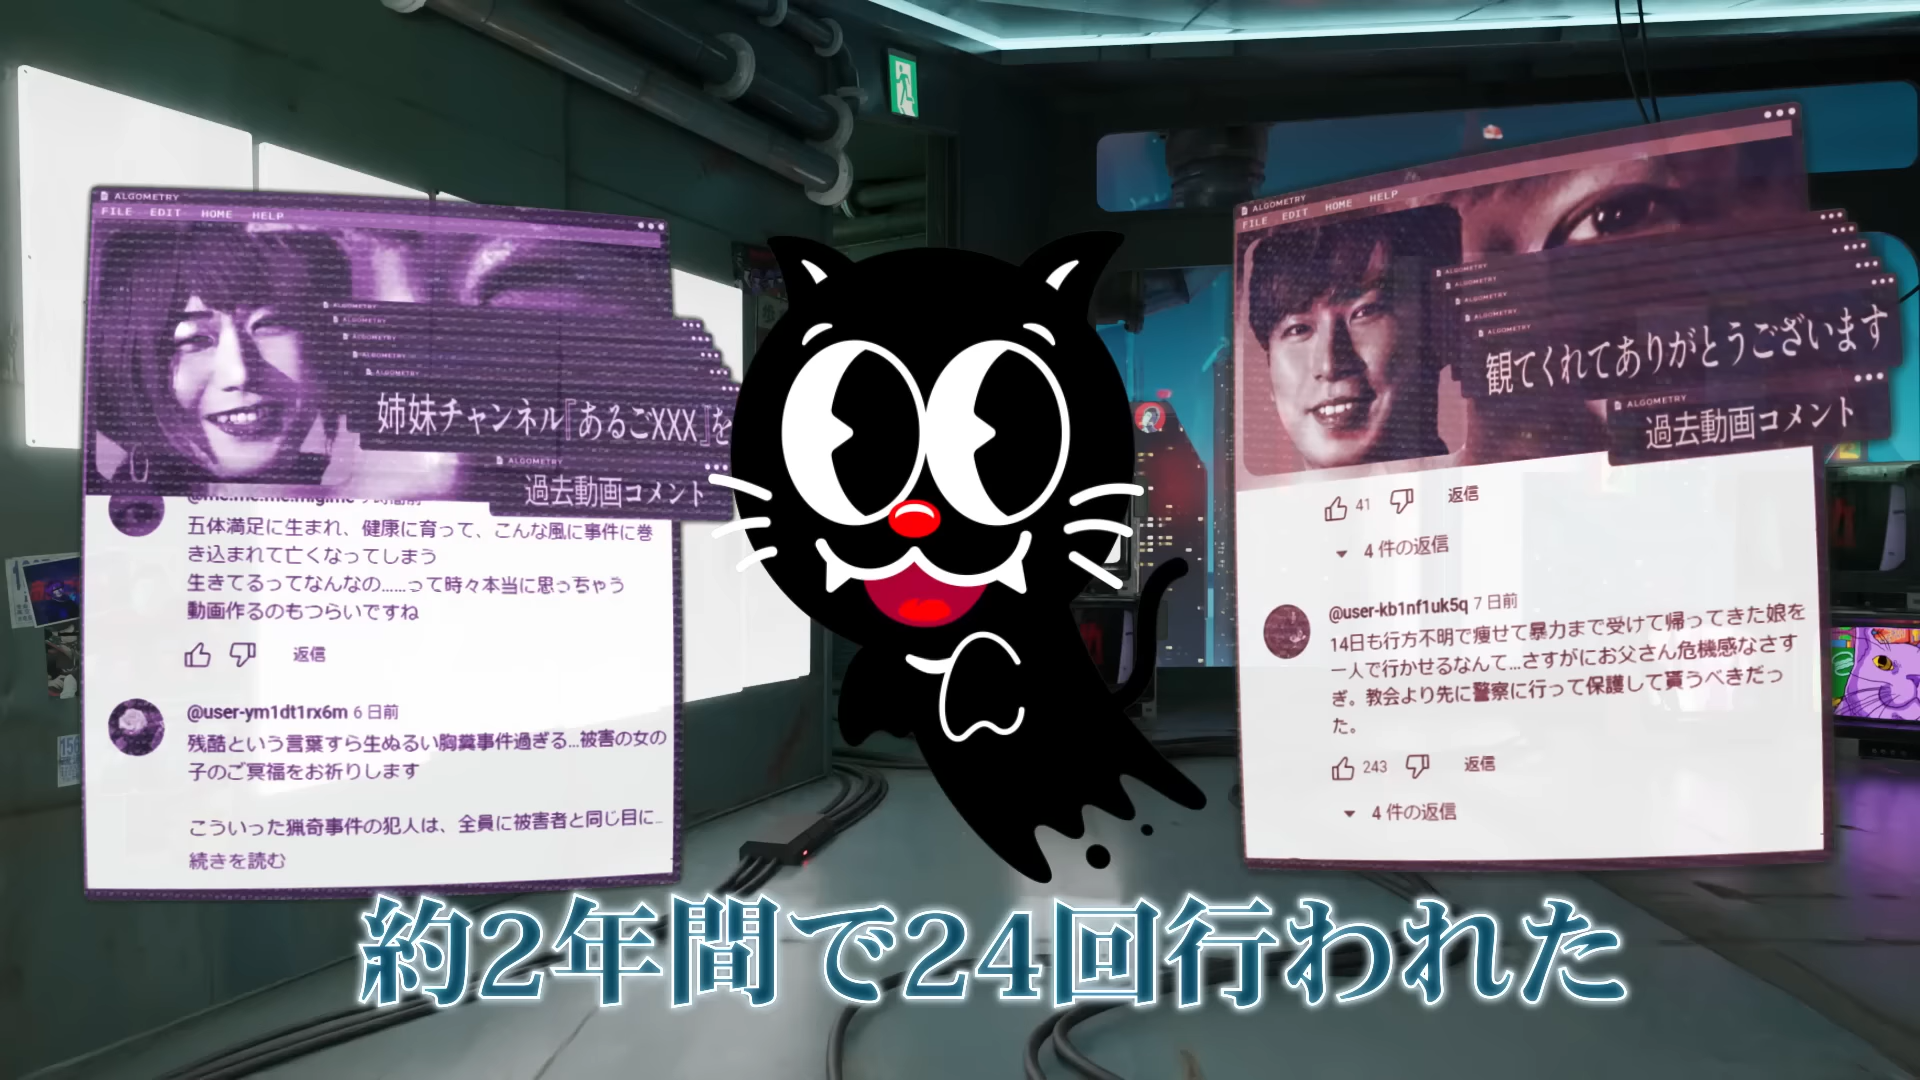 ALGOMETRY
FILE EDIT HOME HELP
ALGOMETRY
ALGOMETRY
ALGOMETRY
ALGOMETRY
ALGOMETRY
姉妹チャンネル『あるごXXX』を
ALGOMETRY
過去動画コメント
五体満足に生まれ、健康に育って、こんな風に事件に巻
き込まれて亡くなってしまう
生きてるってなんなの......って時々本当に思っちゃう
動画作るのもつらいですね
返信
@user-ym1dt1rx6m 6 日前
残酷という言葉すら生ぬるい胸糞事件過ぎる...被害の女の
子のご冥福をお祈りします
こういった猟奇事件の犯人は、全員に被害者と同じ目に...
続きを読む
ALGOMETRY
FILE EDIT HOME HELP
ALGOMETRY
ALGOMETRY
ALGOMETRY
ALGOMETRY
ALGOMETRY
観てくれてありがとうございます
ALGOMETRY
過去動画コメント
41 返信
4 件の返信
@user-kb1nf1uk5q 7 日前
14日も行方不明で痩せて暴力まで受けて帰ってきた娘を
一人で行かせるなんて...さすがにお父さん危機感なさす
ぎ。教会より先に警察に行って保護して貰うべきだっ
た。
243 返信
4 件の返信
約2年間で24回行われた